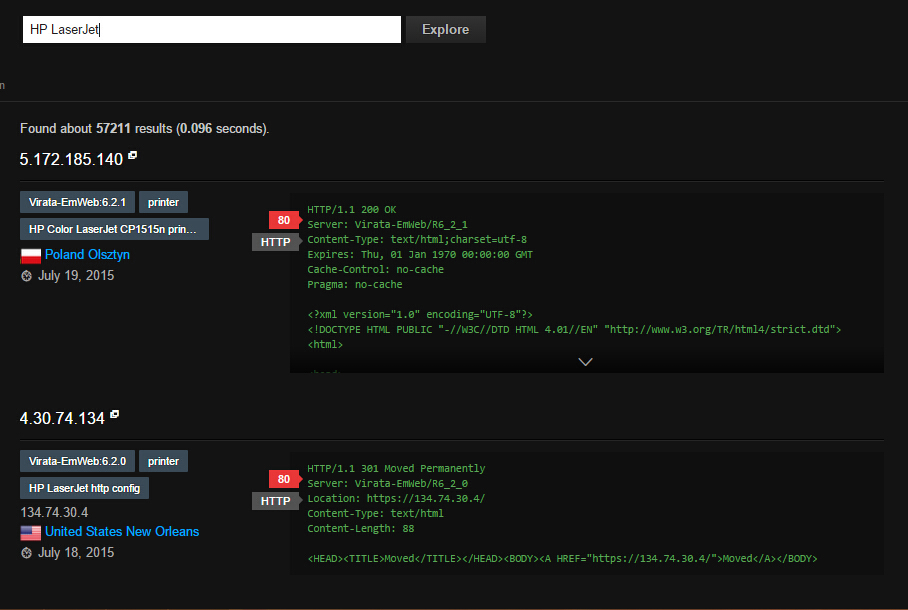 HP LaserJet
Explore
n
Found about 57211 results (0.096 seconds).
5.172.185.140
Virata-EmWeb:6.2.1
printer
HP Color LaserJet CP1515n prin...
Poland Olsztyn
July 19, 2015
80
HTTP
HTTP/1.1 200 OK
Server: Virata-EmWeb/R6_2_1
Content-Type: text/html;charset=utf-8
Expires: Thu, 01 Jan 1970 00:00:00 GMT
Cache-Control: no-cache
Pragma: no-cache
<?xml version="1.0" encoding="UTF-8"?>
<!DOCTYPE HTML PUBLIC "-//W3C//DTD HTML 4.01//EN" "http://www.w3.org/TR/html4/strict.dtd">
<html>
4.30.74.134
Virata-EmWeb:6.2.0
printer
HP LaserJet http config
134.74.30.4
United States New Orleans
July 18, 2015
80
HTTP
HTTP/1.1 301 Moved Permanently
Server: Virata-EmWeb/R6_2_0
Location: https://134.74.30.4/
Content-Type: text/html
Content-Length: 88
<HEAD><TITLE>Moved</TITLE></HEAD><BODY><A HREF="https://134.74.30.4/">Moved</A></BODY>